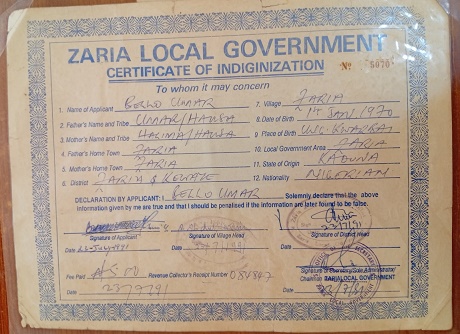 ZARIA LOCAL GOVERNMENT
CERTIFICATE OF INDIGINIZATION
To whom it may concern
No
1. Name of Applicant BELLO UMAR
2. Father's Name and Tribe UMAR/HAUSA
3. Mother's Name and Tribe HALIMA/HAUSA
4. Father's Home Town ZARIA
5. Mother's Home Town ZARIA
6. District ZARIA &
7. Village ZARIA
8. Date of Birth 1ST JAN 1970
9. Place of Birth
10. Local Government Area ZARIA
11. State of Origin KADUNA
12. Nationality NIGERIAN
DECLARATION BY APPLICANT: I BELLO UMAR Solemnly declare that the above
information given by me are true and that I should be penalised if the information are later found to be false.
Signature of Applicant
Date
Signature of Village Head
Date
Signature of District Head
Date 22/7/91
Fee Paid
Revenue Collector's Receipt Number
Date
Signature of Secretary/Sole Administrator/
Chairman ZARIA LOCAL GOVERNMENT
Date